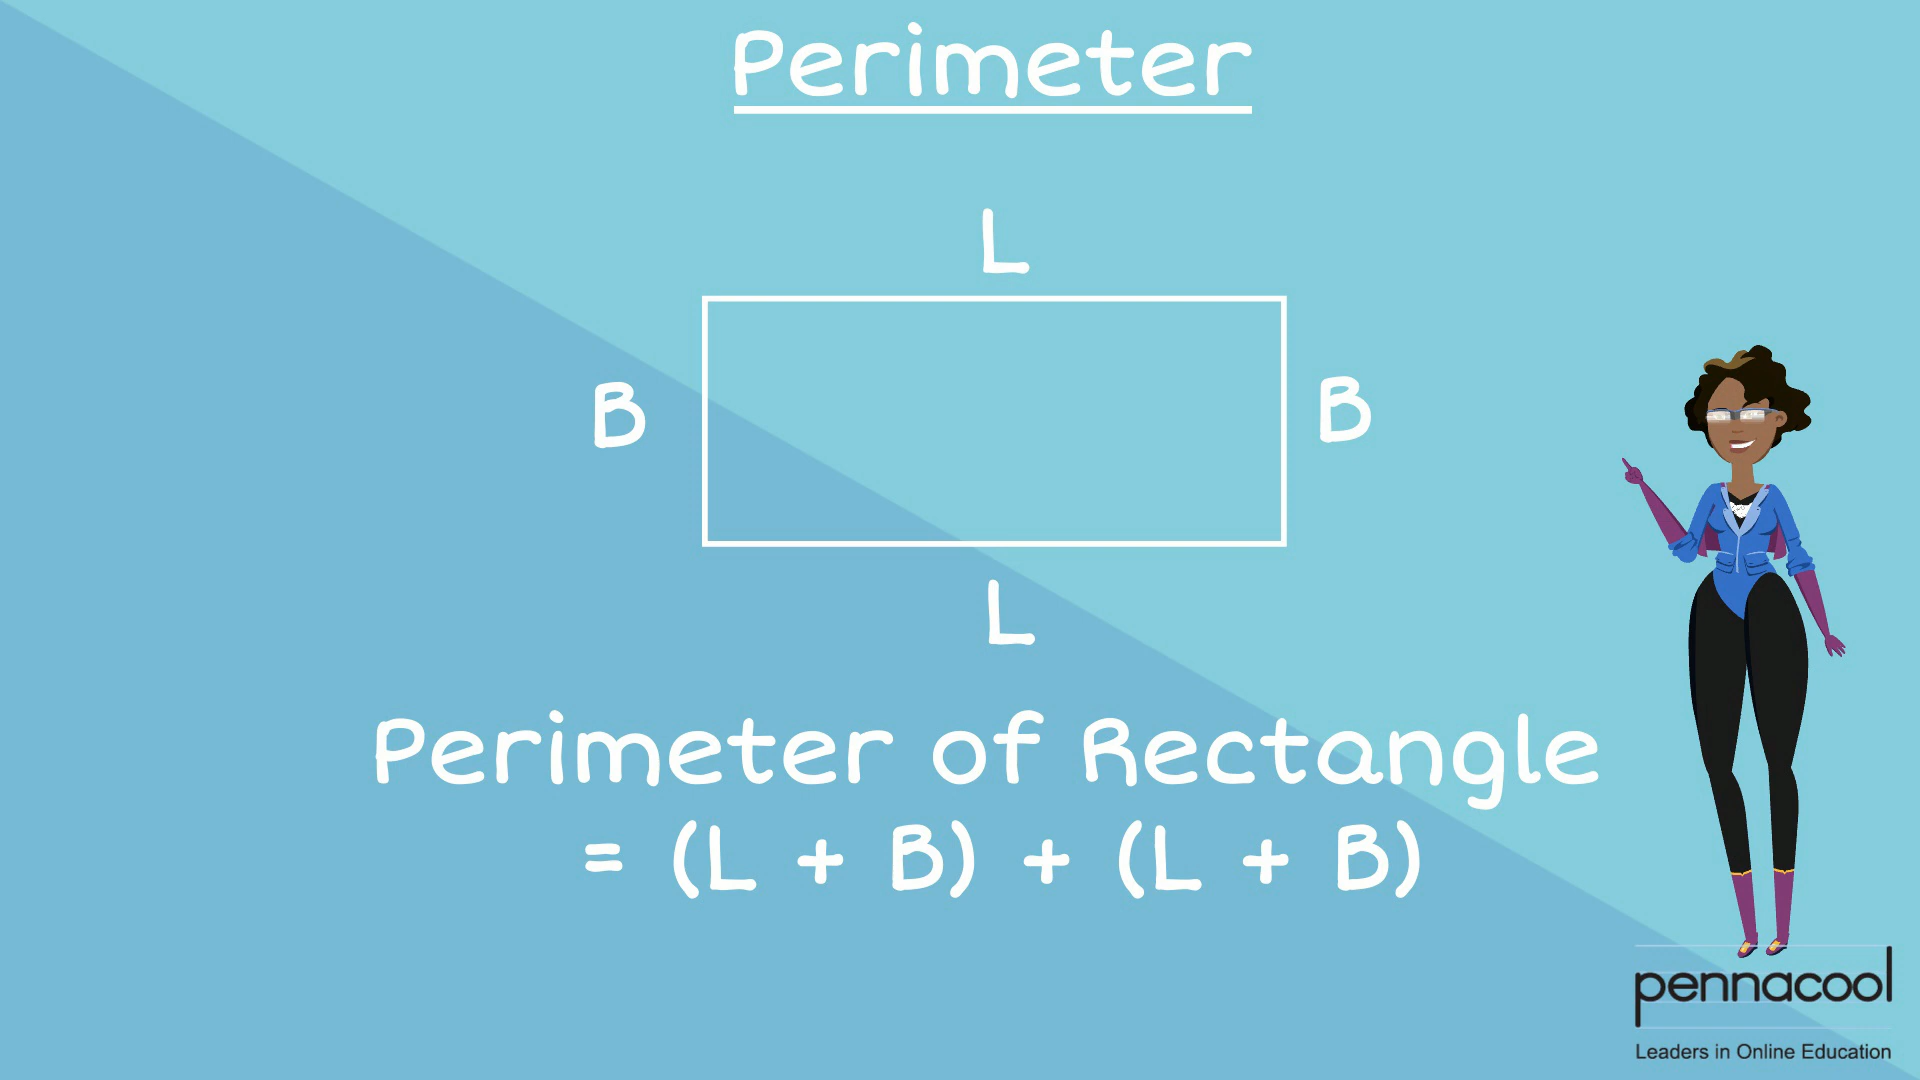 Perimeter
L
B
B
L
Perimeter of Rectangle
= (L + B) + (L + B)
pennacool
Leaders in Online Education